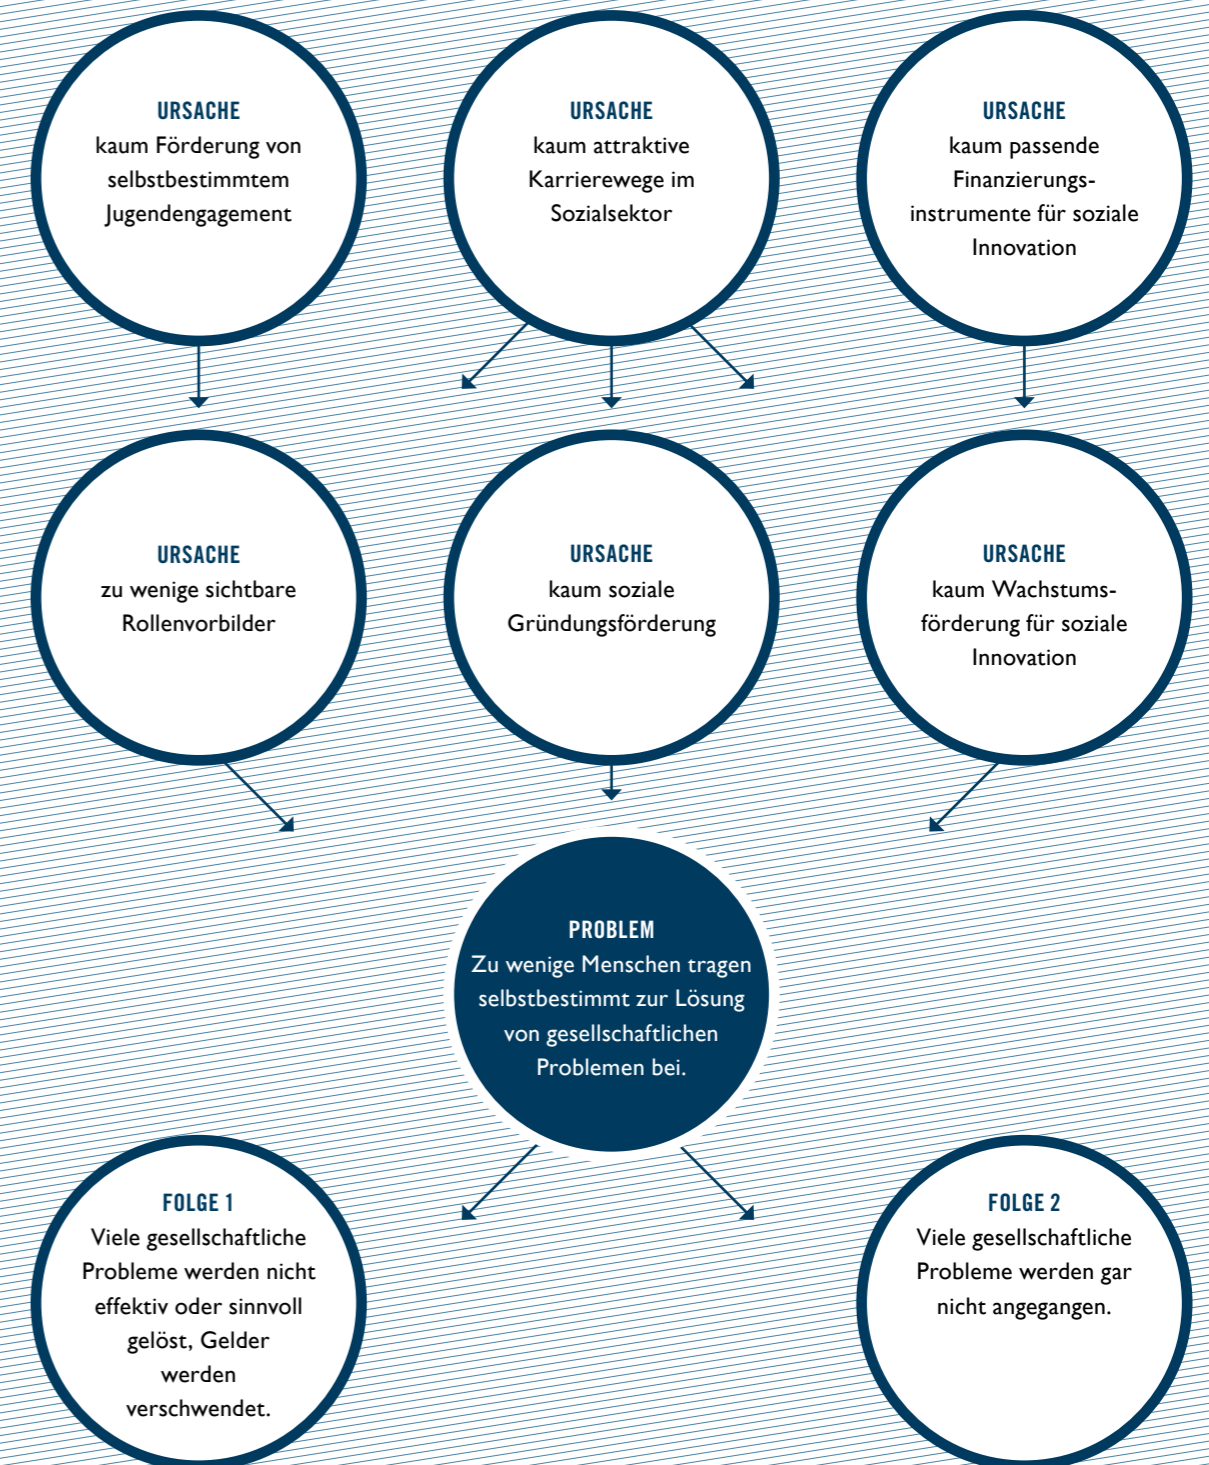 URSACHE
kaum Förderung von
selbstbestimmtem
Jugendengagement
URSACHE
kaum attraktive
Karrierewege im
Sozialsektor
URSACHE
kaum passende
Finanzierungs-
instrumente für soziale
Innovation
URSACHE
zu wenige sichtbare
Rollenvorbilder
URSACHE
kaum soziale
Gründungsförderung
URSACHE
kaum Wachstums-
förderung für soziale
Innovation
PROBLEM
Zu wenige Menschen tragen
selbstbestimmt zur Lösung
von gesellschaftlichen
Problemen bei.
FOLGE 1
Viele gesellschaftliche
Probleme werden nicht
effektiv oder sinnvoll
gelöst, Gelder
werden
verschwendet.
FOLGE 2
Viele gesellschaftliche
Probleme werden gar
nicht angegangen.